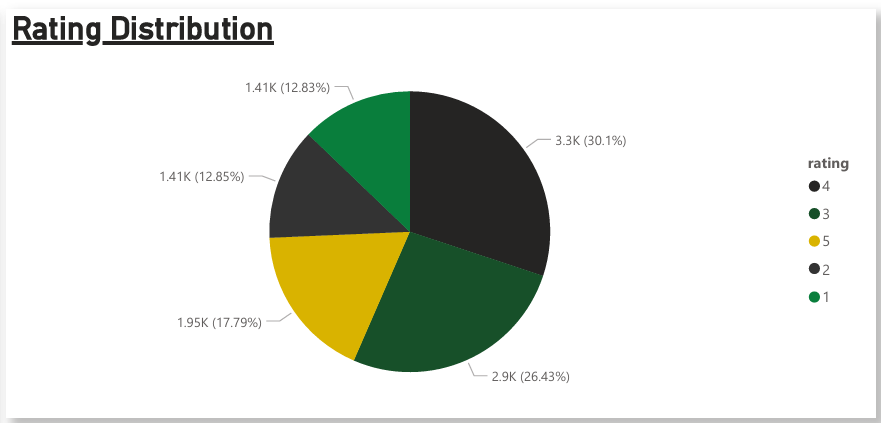 Rating Distribution
1.41K (12.83%)
3.3K (30.1%)
1.41K (12.85%)
1.95K (17.79%)
2.9K (26.43%)
rating
4
3
5
2
1